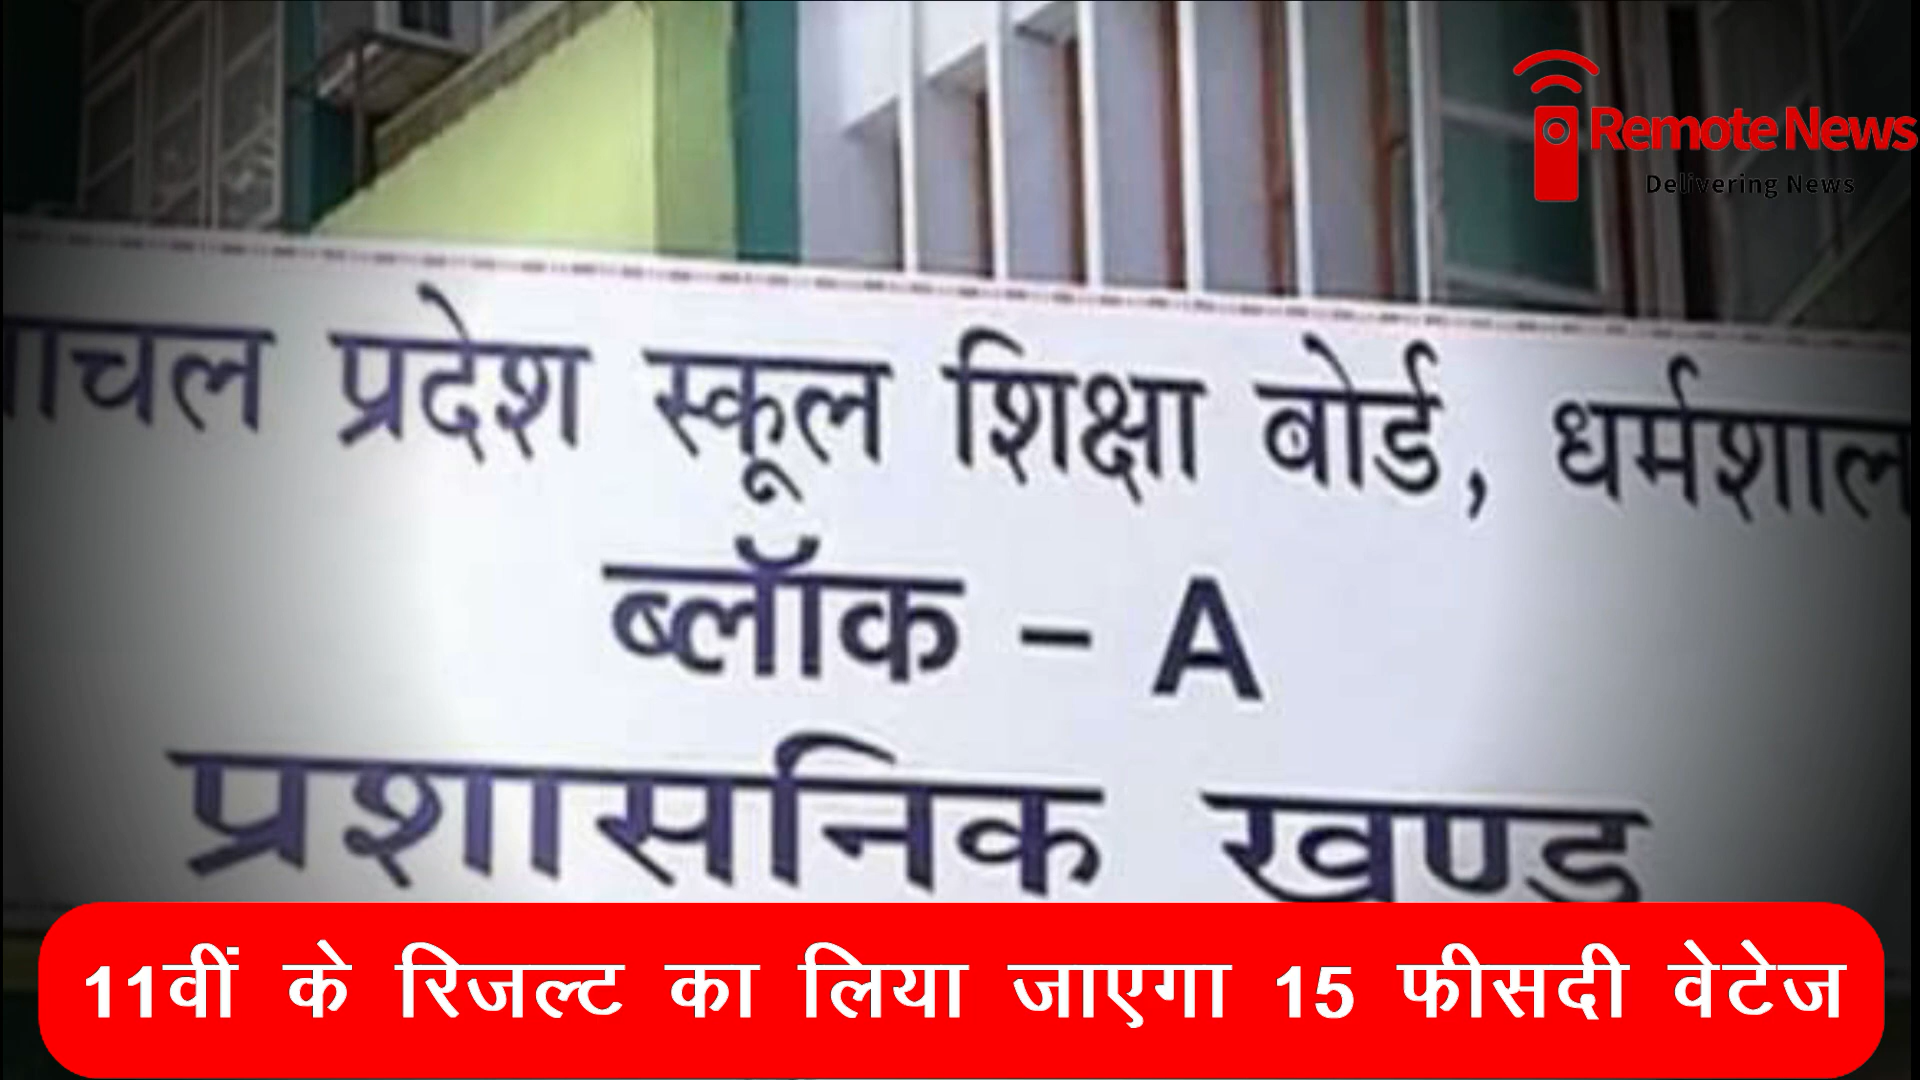 Remote News
Delivering News
ाचल प्रदेश स्कूल शिक्षा बोर्ड, धर्मशाल
ब्लॉक – A
प्रशासनिक खण्ड
11वीं के रिजल्ट का लिया जाएगा 15 फीसदी वेटेज